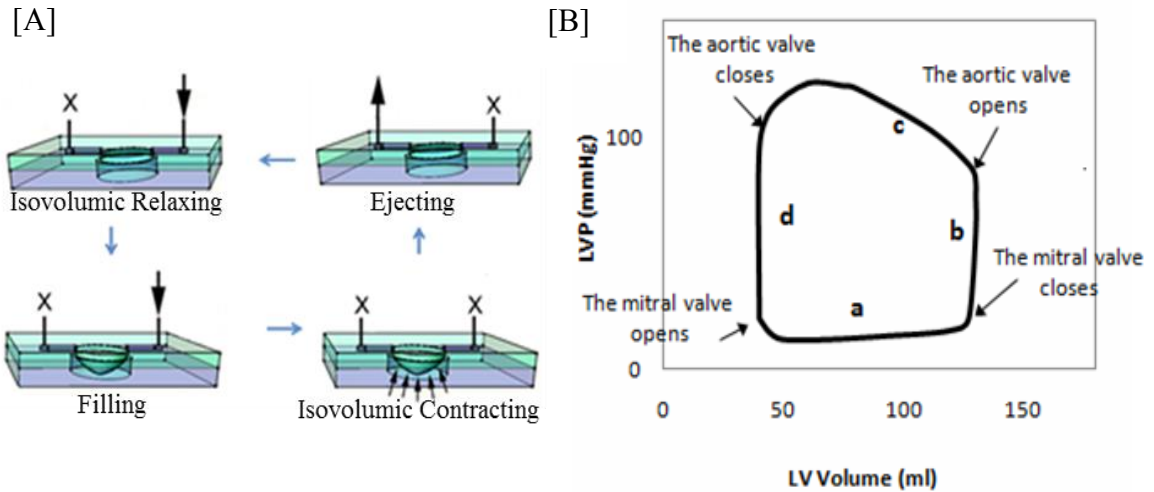 [A]
X
X
Isovolumic Relaxing
Ejecting
X
X
X
Filling
Isovolumic Contracting
[B]
The aortic valve
closes
The aortic valve
opens
c
100
d
b
LVP (mmHg)
The mitral valve
closes
The mitral valve
opens
a
0
0
50
100
150
LV Volume (ml)